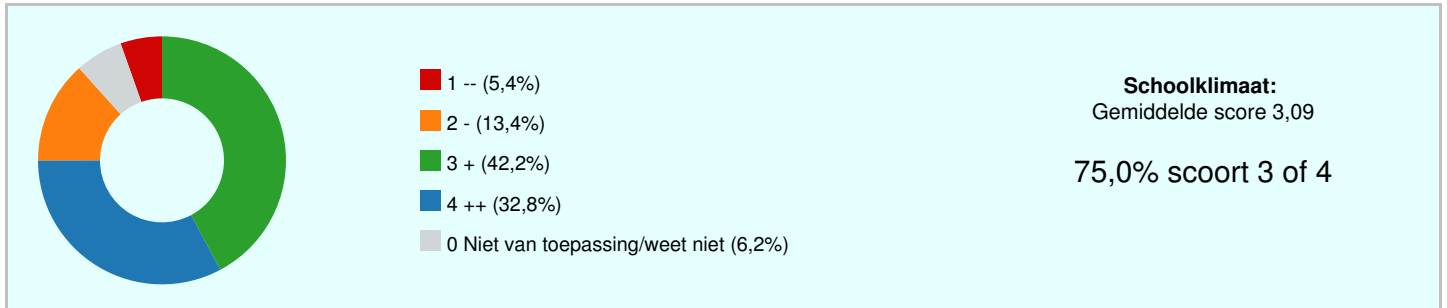 1 -- (5,4%)
2 - (13,4%)
3 + (42,2%)
4 ++ (32,8%)
0 Niet van toepassing/weet niet (6,2%)
Schoolklimaat:
Gemiddelde score 3,09
75,0% scoort 3 of 4